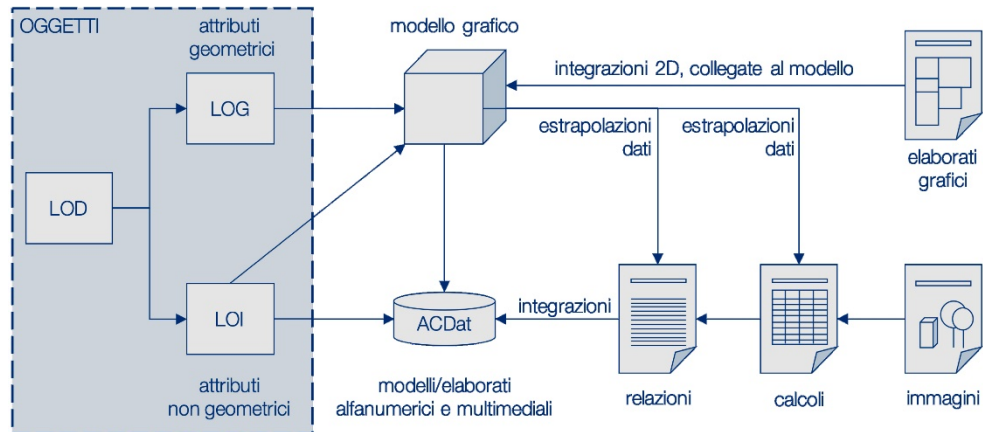 OGGETTI
attributi
geometrici
modello grafico
integrazioni 2D, collegate al modello
LOG
estrapolazioni
dati
estrapolazioni
dati
elaborati
grafici
LOD
LOI
ACDat
integrazioni
attributi
non geometrici
modelli/elaborati
alfanumerici e multimediali
relazioni
calcoli
immagini